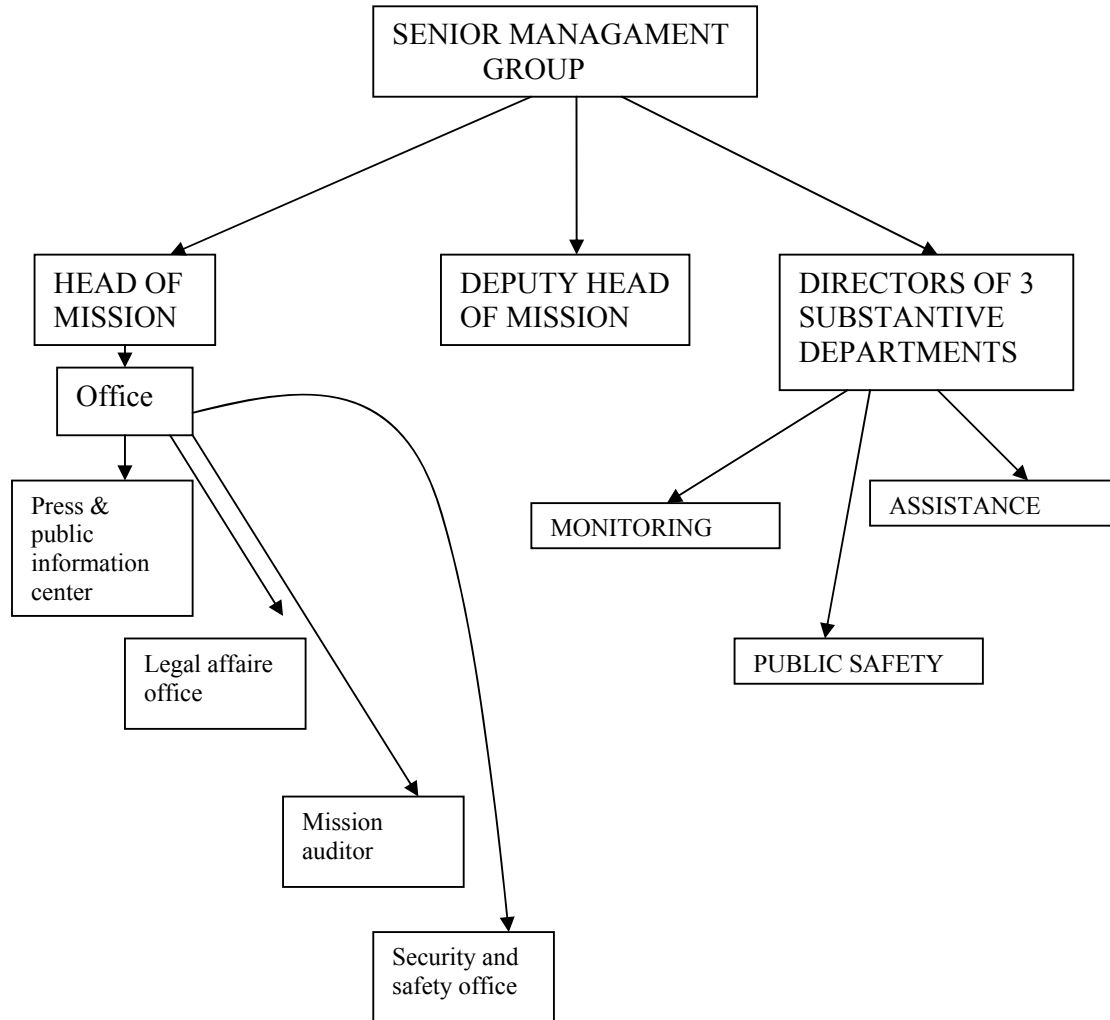 SENIOR MANAGAMENT
GROUP
HEAD OF
MISSION
DEPUTY HEAD
OF MISSION
DIRECTORS OF 3
SUBSTANTIVE
DEPARTMENTS
Office
Press &
public
information
center
MONITORING
ASSISTANCE
Legal affaire
office
PUBLIC SAFETY
Mission
auditor
Security and
safety office